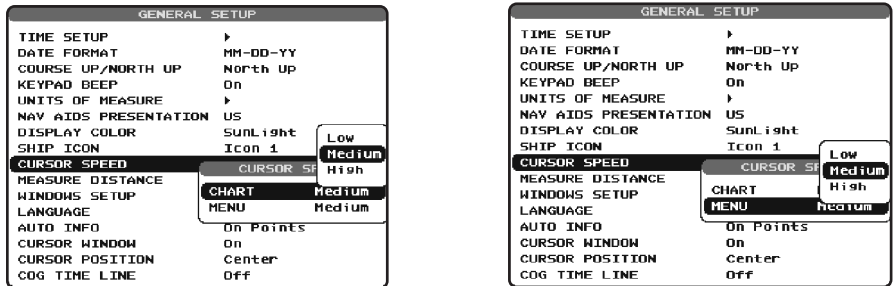 GENERAL SETUP
TIME SETUP
DATE FORMAT MM-DD-YY
COURSE UP/NORTH UP North Up
KEYPAD BEEP On
UNITS OF MEASURE
NAV AIDS PRESENTATION US
DISPLAY COLOR SunLight
SHIP ICON Icon 1
CURSOR SPEED
MEASURE DISTANCE
WINDOWS SETUP
LANGUAGE
AUTO INFO On Points
CURSOR WINDOW On
CURSOR POSITION Center
COG TIME LINE Off
Low
Medium
High
CURSOR
CHART Medium
MENU Medium
GENERAL SETUP
TIME SETUP
DATE FORMAT MM-DD-YY
COURSE UP/NORTH UP North Up
KEYPAD BEEP On
UNITS OF MEASURE
NAV AIDS PRESENTATION US
DISPLAY COLOR SunLight
SHIP ICON Icon 1
CURSOR SPEED
MEASURE DISTANCE
WINDOWS SETUP
LANGUAGE
AUTO INFO On Points
CURSOR WINDOW On
CURSOR POSITION Center
COG TIME LINE Off
Low
Medium
High
CURSOR
CHART
MENU Medium